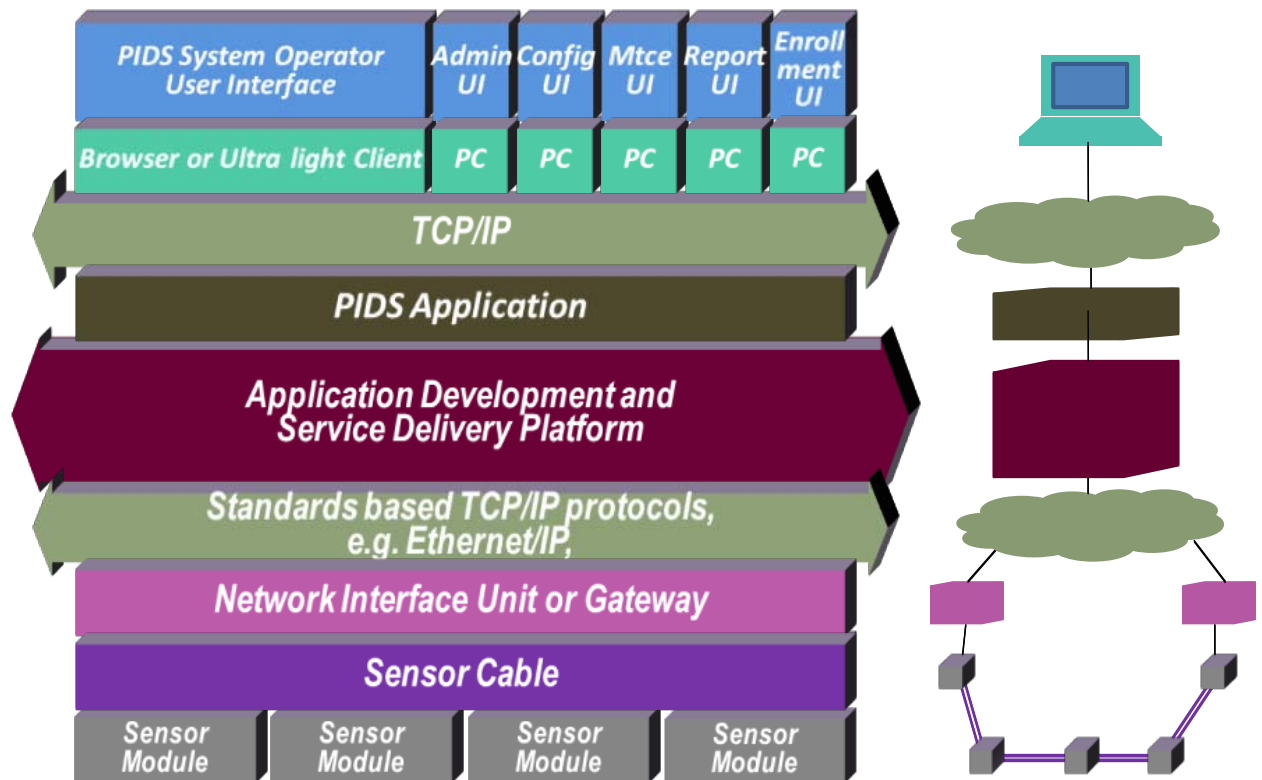 PIDS System Operator
User Interface
Admin
UI
Config
UI
Mtce
UI
Report
UI
Enroll
ment
UI
Browser or Ultra light Client
PC
PC
PC
PC
PC
TCP/IP
PIDS Application
Application Development and
Service Delivery Platform
Standards based TCP/IP protocols,
e.g. Ethernet/IP,
Network Interface Unit or Gateway
Sensor Cable
Sensor
Module
Sensor
Module
Sensor
Module
Sensor
Module